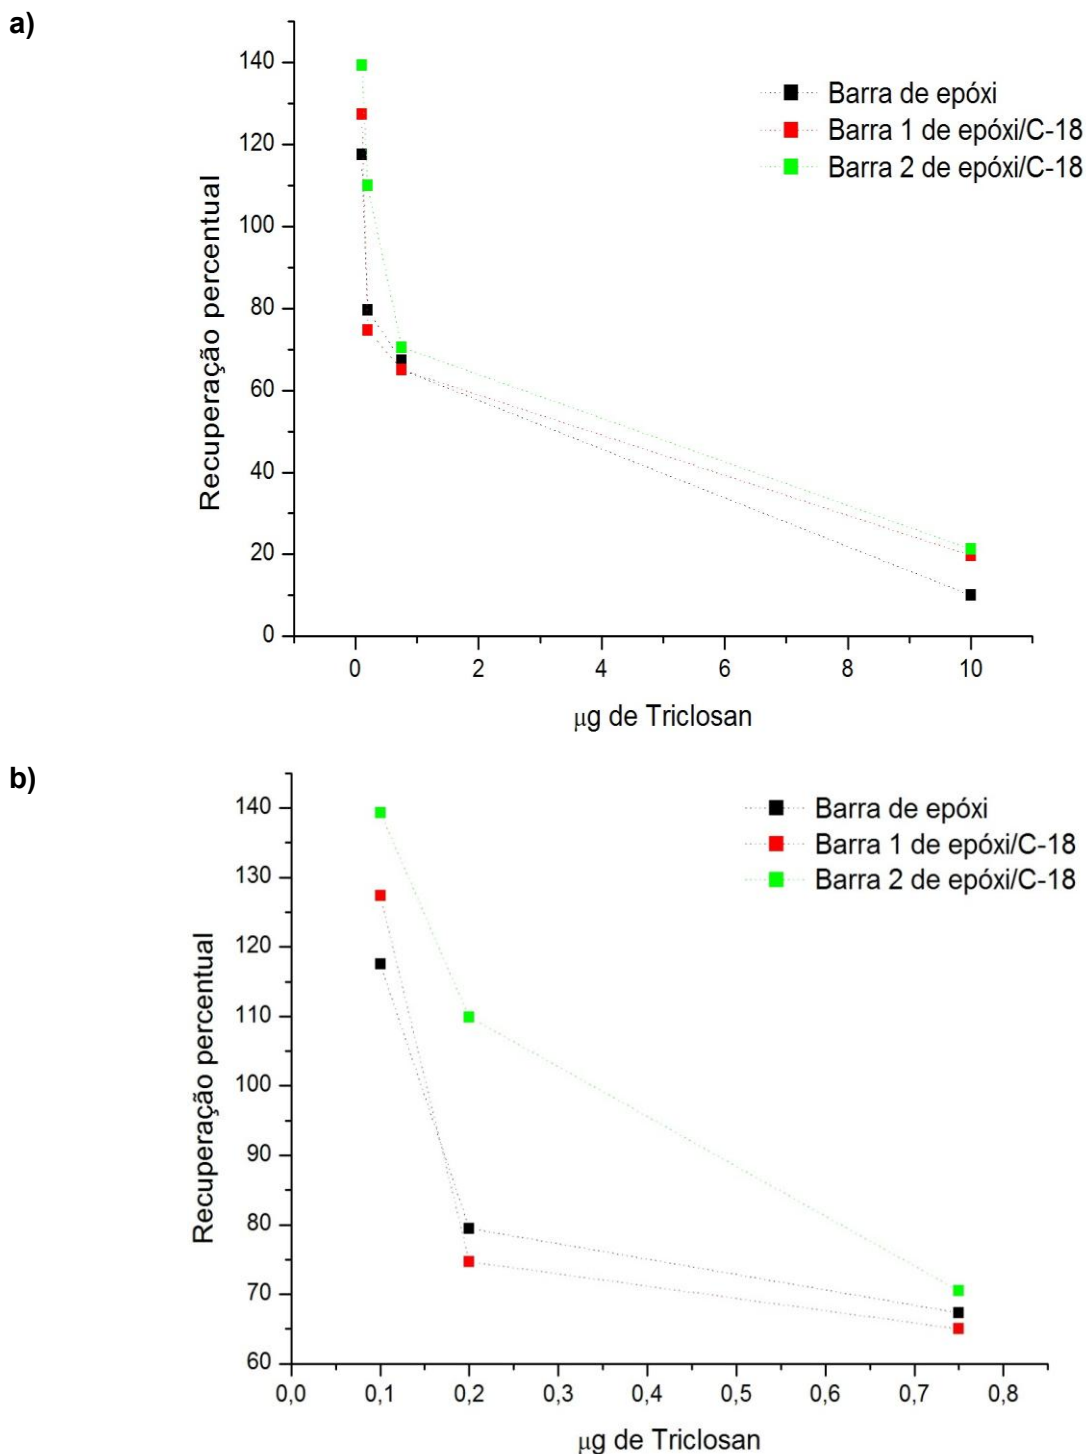 a)
140
120
100
80
60
40
20
0
Recuperação percentual
Barra de epóxi
Barra 1 de epóxi/C-18
Barra 2 de epóxi/C-18
0 2 4 6 8 10
μg de Triclosan
b)
140
130
120
110
100
90
80
70
60
Recuperação percentual
Barra de epóxi
Barra 1 de epóxi/C-18
Barra 2 de epóxi/C-18
0,0 0,1 0,2 0,3 0,4 0,5 0,6 0,7 0,8
μg de Triclosan